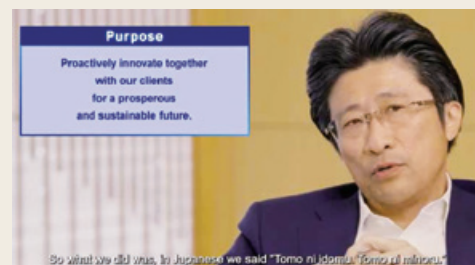 Purpose
Proactively innovate together
with our clients
for a prosperous
and sustainable future.
So what we did was, in Japanese we said "Tomo ni idomu. Tomo ni minoru."